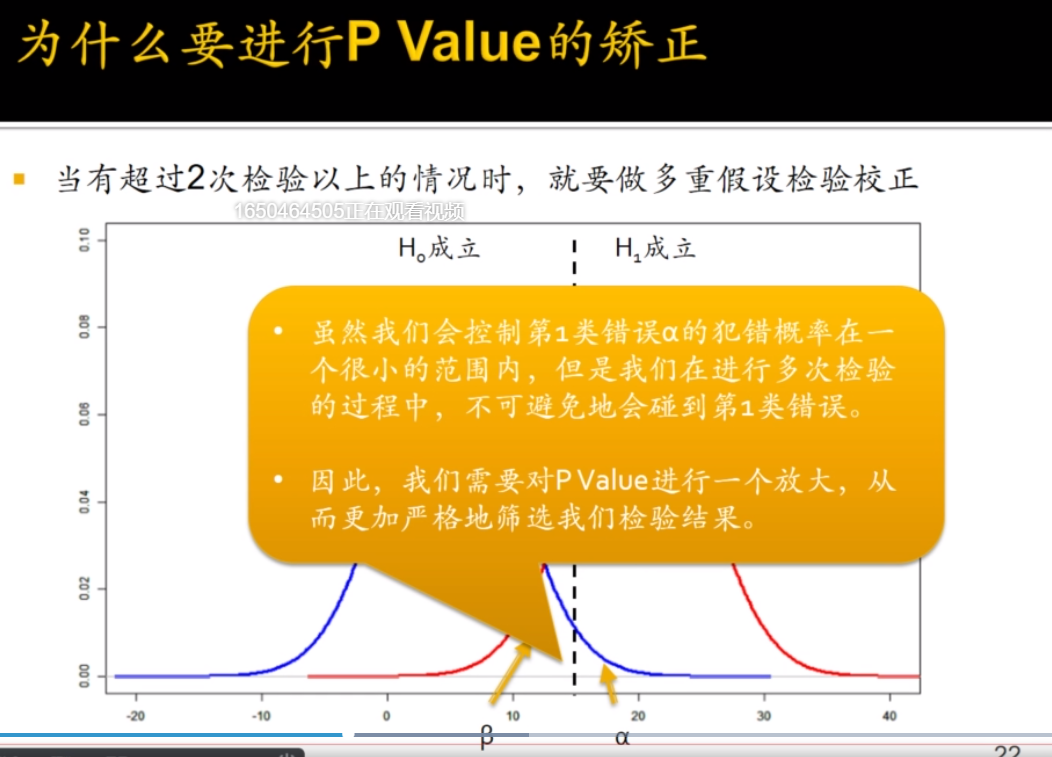 为什么要进行P Value的矫正
当有超过2次检验以上的情况时，就要做多重假设检验校正
1650464505正在观看视频
H₀成立
H₁成立
虽然我们会控制第1类错误α的犯错概率在一
个很小的范围内，但是我们在进行多次检验
的过程中，不可避免地会碰到第1类错误。
因此，我们需要对P Value进行一个放大，从
而更加严格地筛选我们检验结果。
0.10
0.08
0.06
0.04
0.02
0.00
-20
-10
0
10
20
30
40
β
α
22